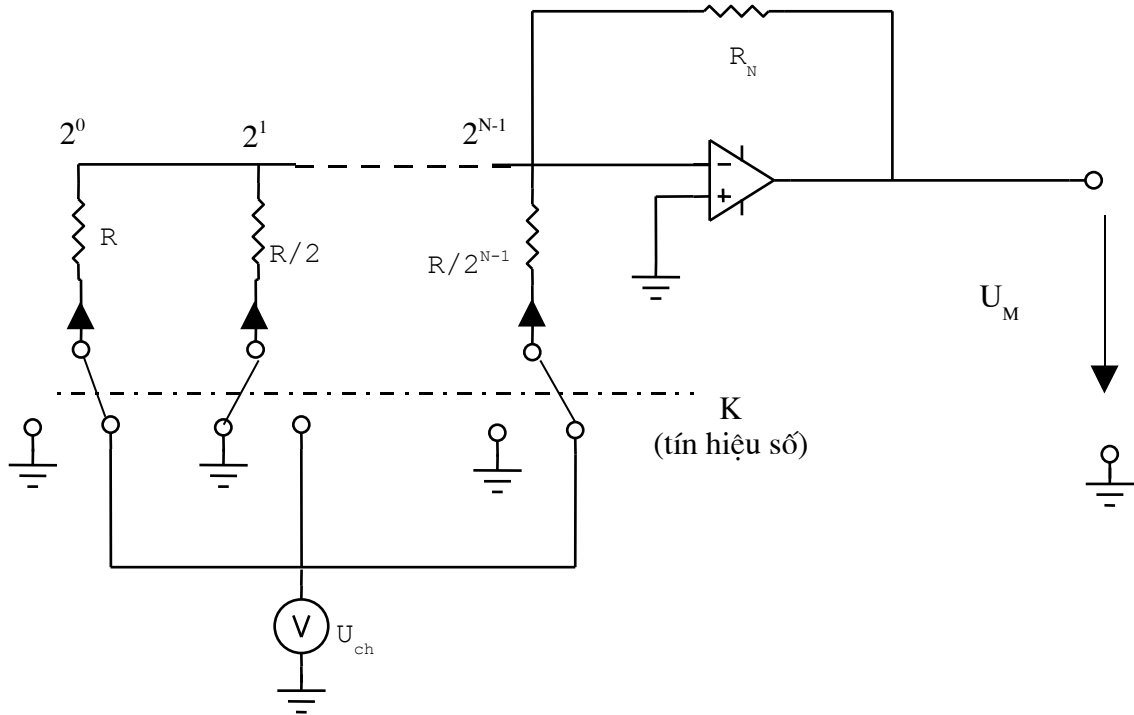 R_N
2^0
2^1
2^{N-1}
−
+
R
R/2
R/2^{N-1}
U_M
K
(tín hiệu số)
V
U_ch